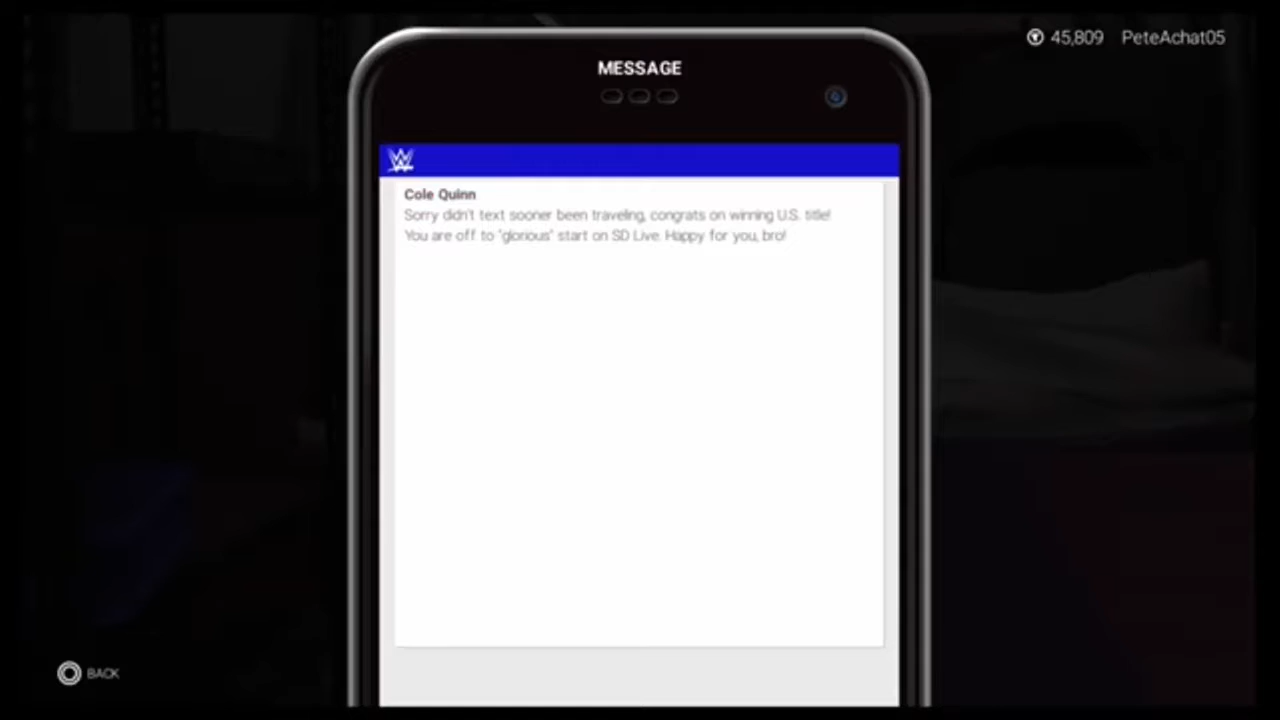 45,809 PeteAchat05
MESSAGE
Cole Quinn
Sorry didn't text sooner been traveling, congrats on winning U.S. title!
You are off to "glorious" start on SD Live. Happy for you, bro!
BACK